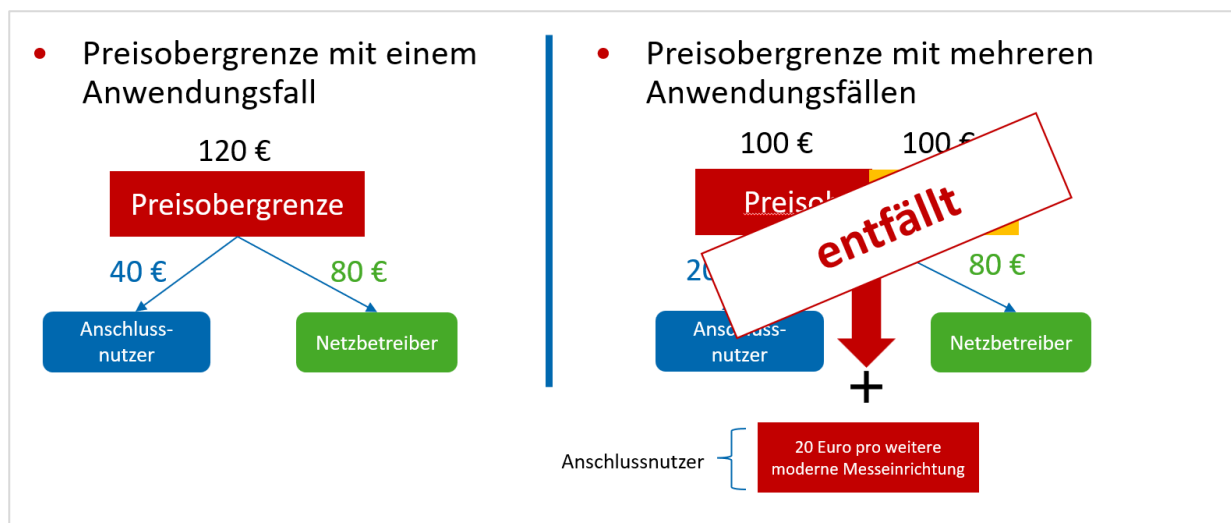 Preisobergrenze mit einem
Anwendungsfall
120 €
Preisobergrenze
40 €
80 €
Anschluss-
nutzer
Netzbetreiber
Preisobergrenze mit mehreren
Anwendungsfällen
100 €
100 €
entfällt
80 €
nutzer
Netzbetreiber
+
Anschlussnutzer
20 Euro pro weitere
moderne Messeinrichtung